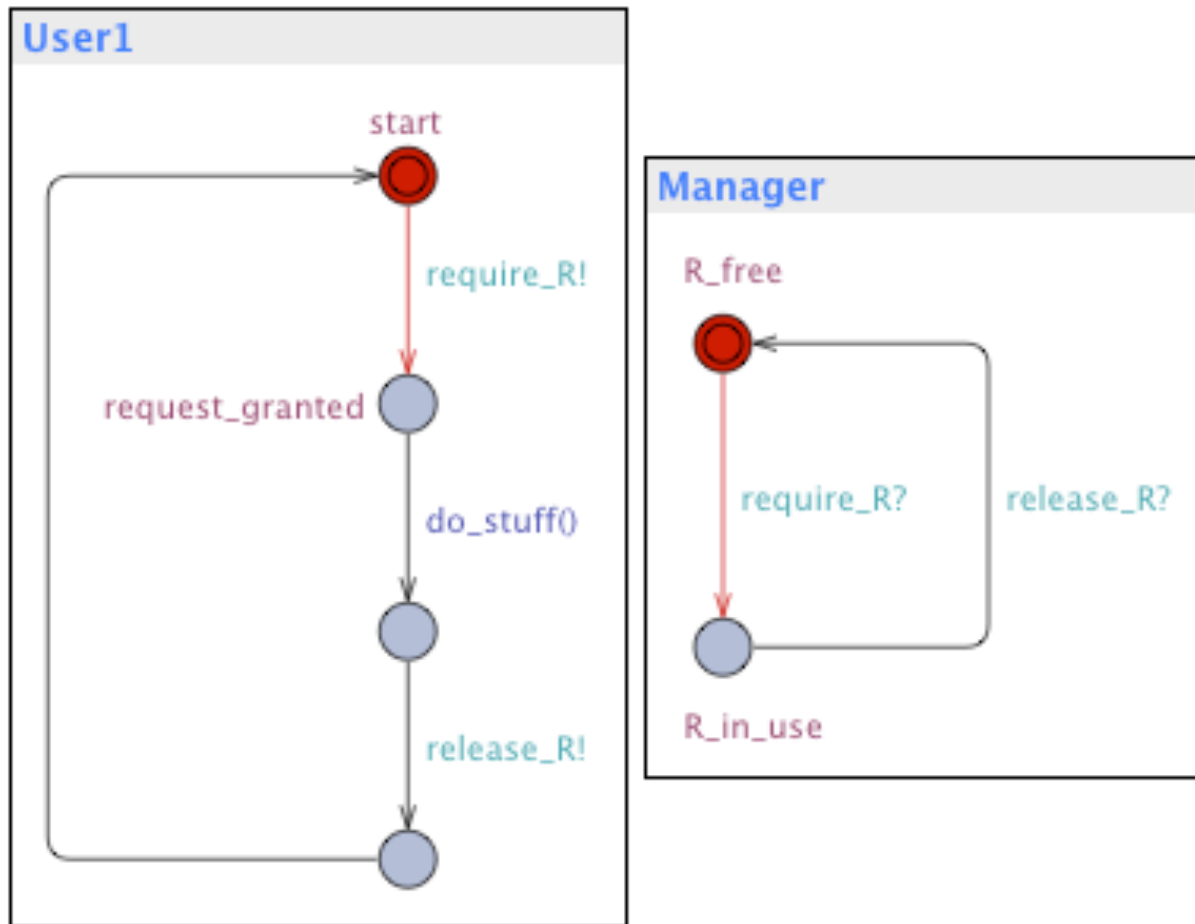 User1
start
require_R!
request_granted
do_stuff()
release_R!
Manager
R_free
require_R?
release_R?
R_in_use